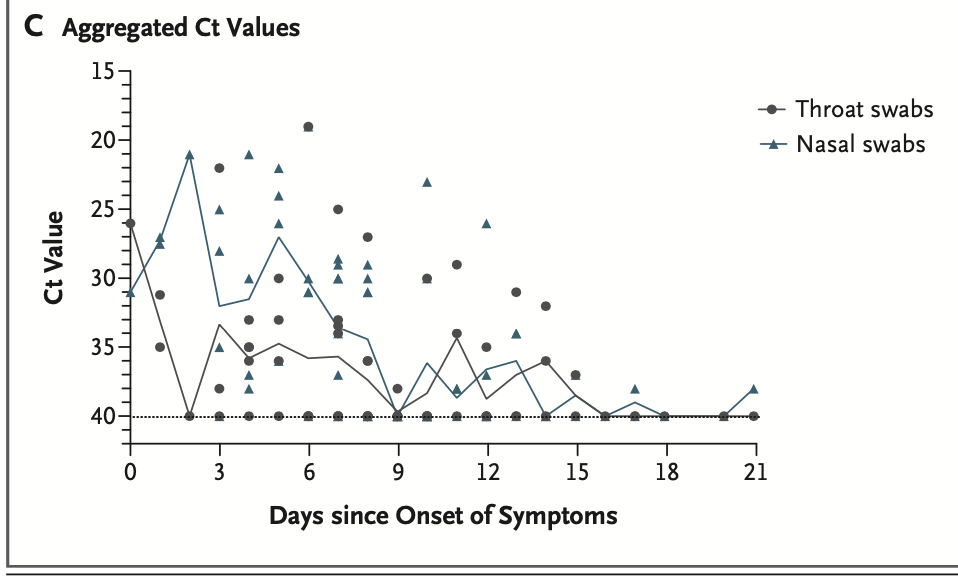 C Aggregated Ct Values
15
20
25
30
35
40
Ct Value
0 3 6 9 12 15 18 21
Days since Onset of Symptoms
Throat swabs
Nasal swabs